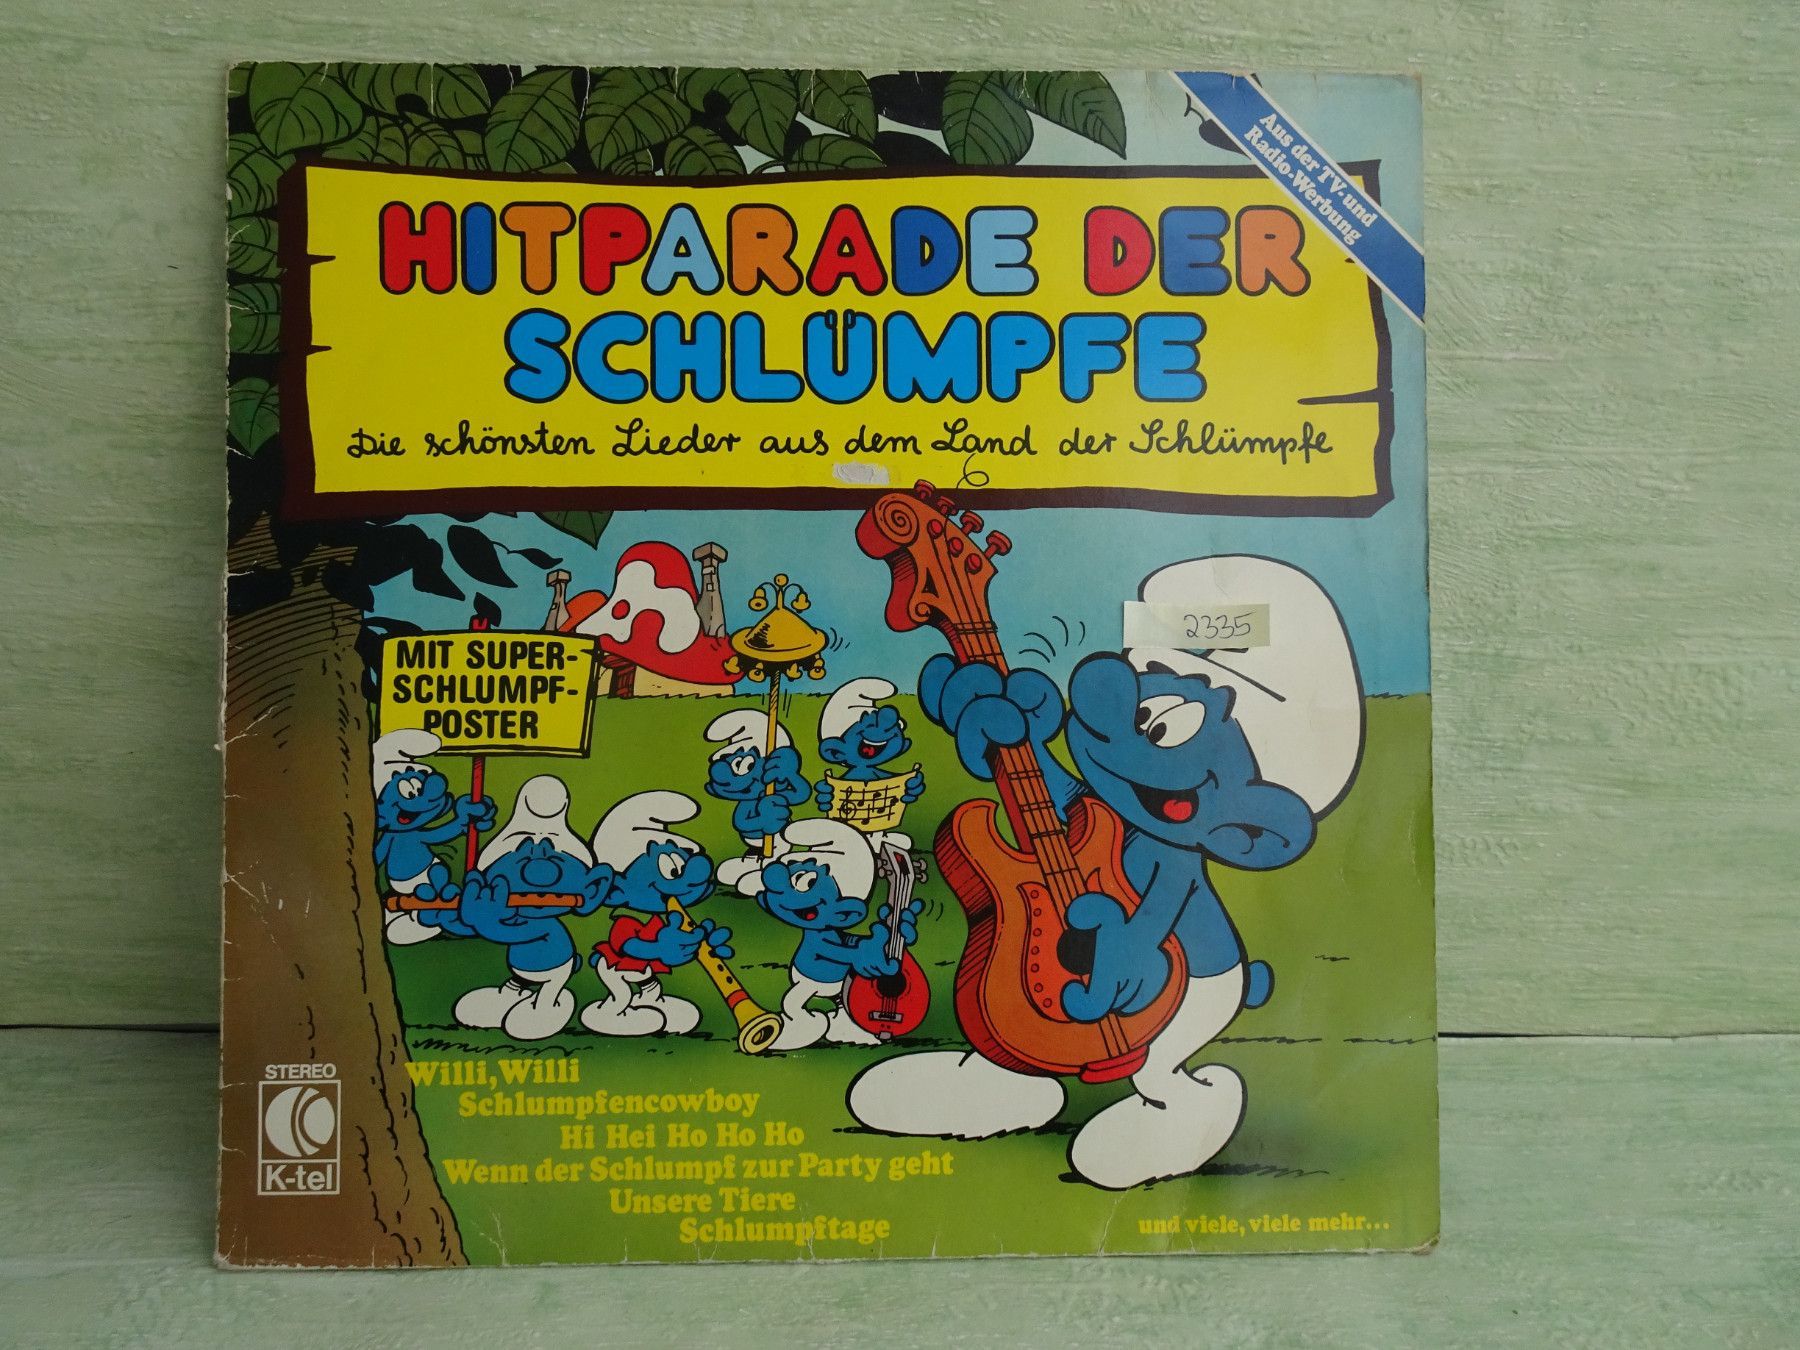 Aus der TV- und
Radio-Werbung
HITPARADE DER
SCHLÜMPFE
Die schönsten Lieder aus dem Land der Schlümpfe
6
2335
MIT SUPER-
SCHLUMPF-
POSTER
Willi, Willi
Schlumpfencowboy
Hi Hei Ho Ho Ho
Wenn der Schlumpf zur Party geht
Unsere Tiere
Schlumpftage
und viele, viele mehr...
STEREO
K-tel